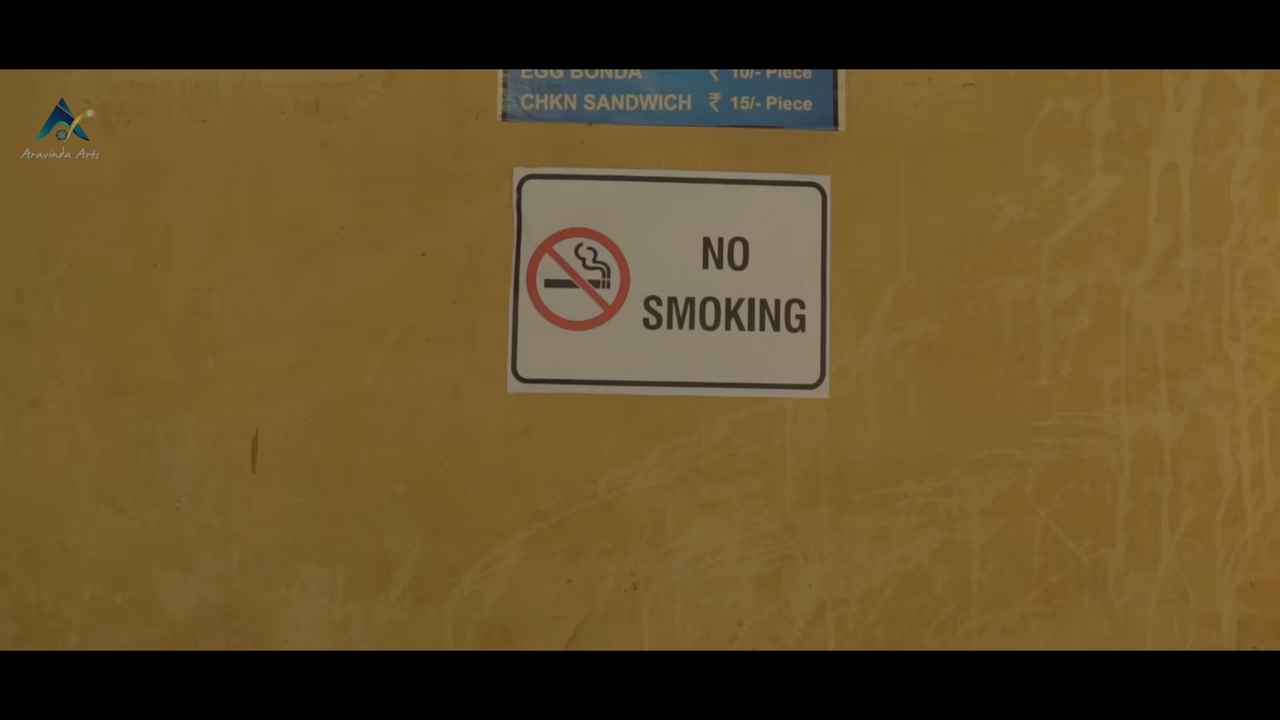 EGG BONDA ₹ 10/- Piece
CHKN SANDWICH ₹ 15/- Piece
Aravinda Arts
NO
SMOKING